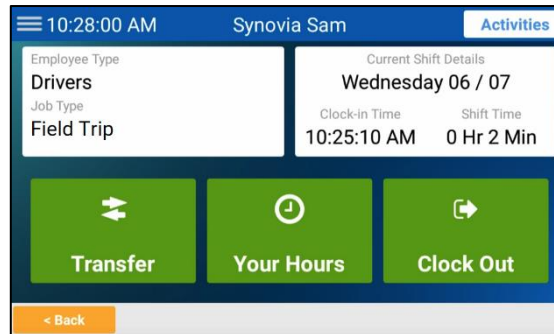 10:28:00 AM Synovia Sam Activities
Employee Type
Drivers
Job Type
Field Trip
Current Shift Details
Wednesday 06 / 07
Clock-in Time Shift Time
10:25:10 AM 0 Hr 2 Min
Transfer Your Hours Clock Out
< Back